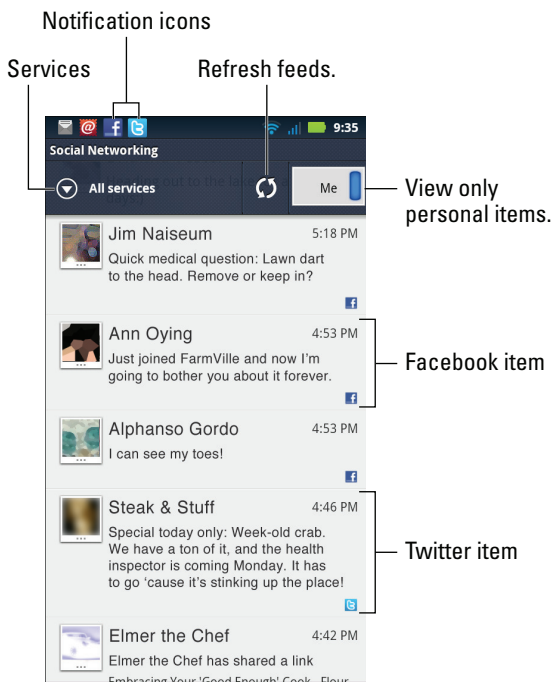 Notification icons
Services
Refresh feeds.
9:35
Social Networking
All services
Me
View only
personal items.
Jim Naiseum 5:18 PM
Quick medical question: Lawn dart
to the head. Remove or keep in?
Ann Oying 4:53 PM
Just joined FarmVille and now I'm
going to bother you about it forever.
Facebook item
Alphanso Gordo 4:53 PM
I can see my toes!
Steak & Stuff 4:46 PM
Special today only: Week-old crab.
We have a ton of it, and the health
inspector is coming Monday. It has
to go 'cause it's stinking up the place!
Twitter item
Elmer the Chef 4:42 PM
Elmer the Chef has shared a link
Embracing Your 'Good Enough' Cook